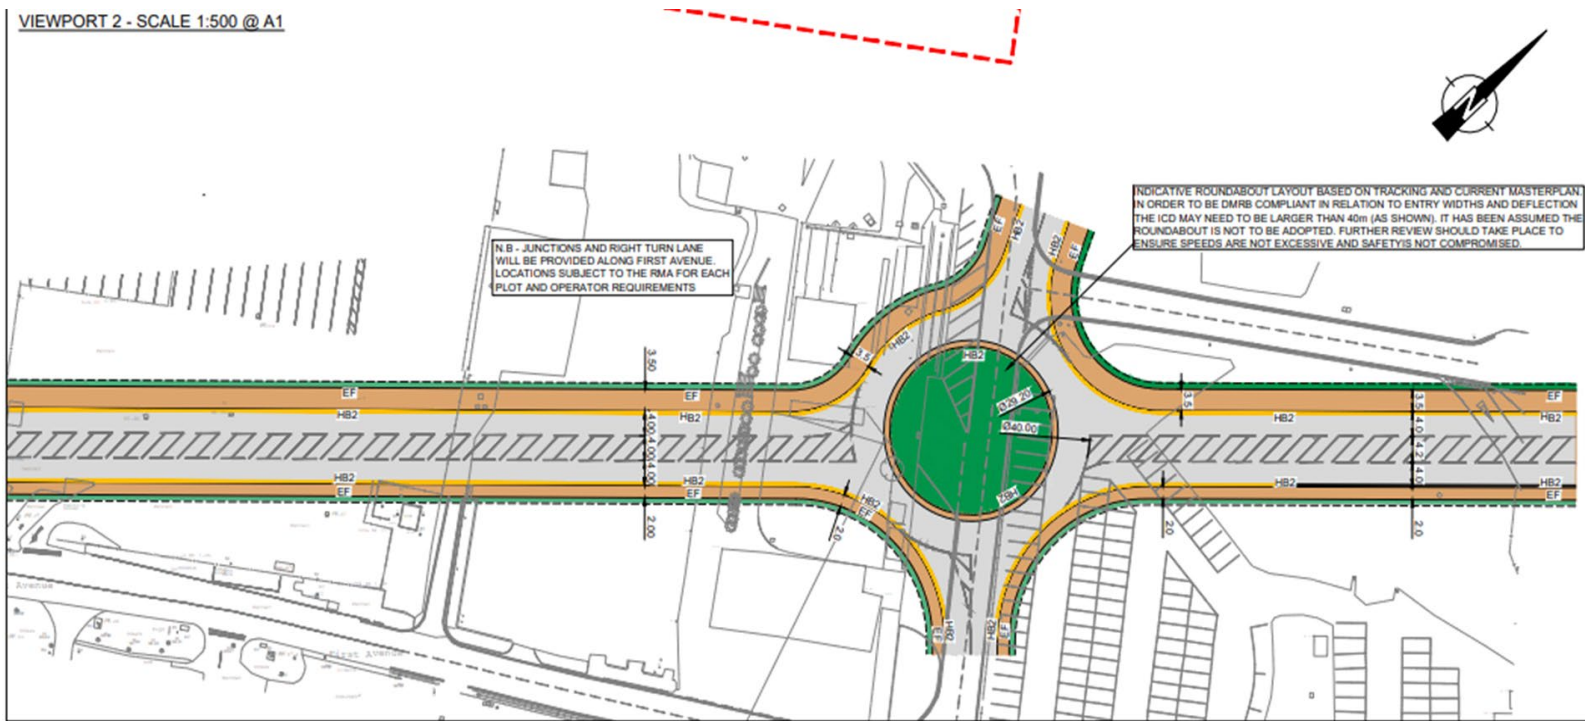 VIEWPORT 2 - SCALE 1:500 @ A1
N
INDICATIVE ROUNDABOUT LAYOUT BASED ON TRACKING AND CURRENT MASTERPLAN.
IN ORDER TO BE DMRB COMPLIANT IN RELATION TO ENTRY WIDTHS AND DEFLECTION
THE ICD MAY NEED TO BE LARGER THAN 40m (AS SHOWN). IT HAS BEEN ASSUMED THE
ROUNDABOUT IS NOT TO BE ADOPTED. FURTHER REVIEW SHOULD TAKE PLACE TO
ENSURE SPEEDS ARE NOT EXCESSIVE AND SAFETYIS NOT COMPROMISED.
N.B - JUNCTIONS AND RIGHT TURN LANE
WILL BE PROVIDED ALONG FIRST AVENUE.
LOCATIONS SUBJECT TO THE RMA FOR EACH
PLOT AND OPERATOR REQUIREMENTS
EF
HB2
HB2
EF
HB2
3.5
HB2
3.50
EF
EF
HB2
HB2
4.00
4.00
4.00
HB2
EF
HB2
EF
2.00
Ø29.20
Ø40.00
HB2
3.5
3.5
4.0
4.2
4.0
EF
HB2
HB2
HB2
EF
HB2
HB2
EF
2.0
2.0
2.0
EF
HB2
HB2
EF
Avenue
First Avenue